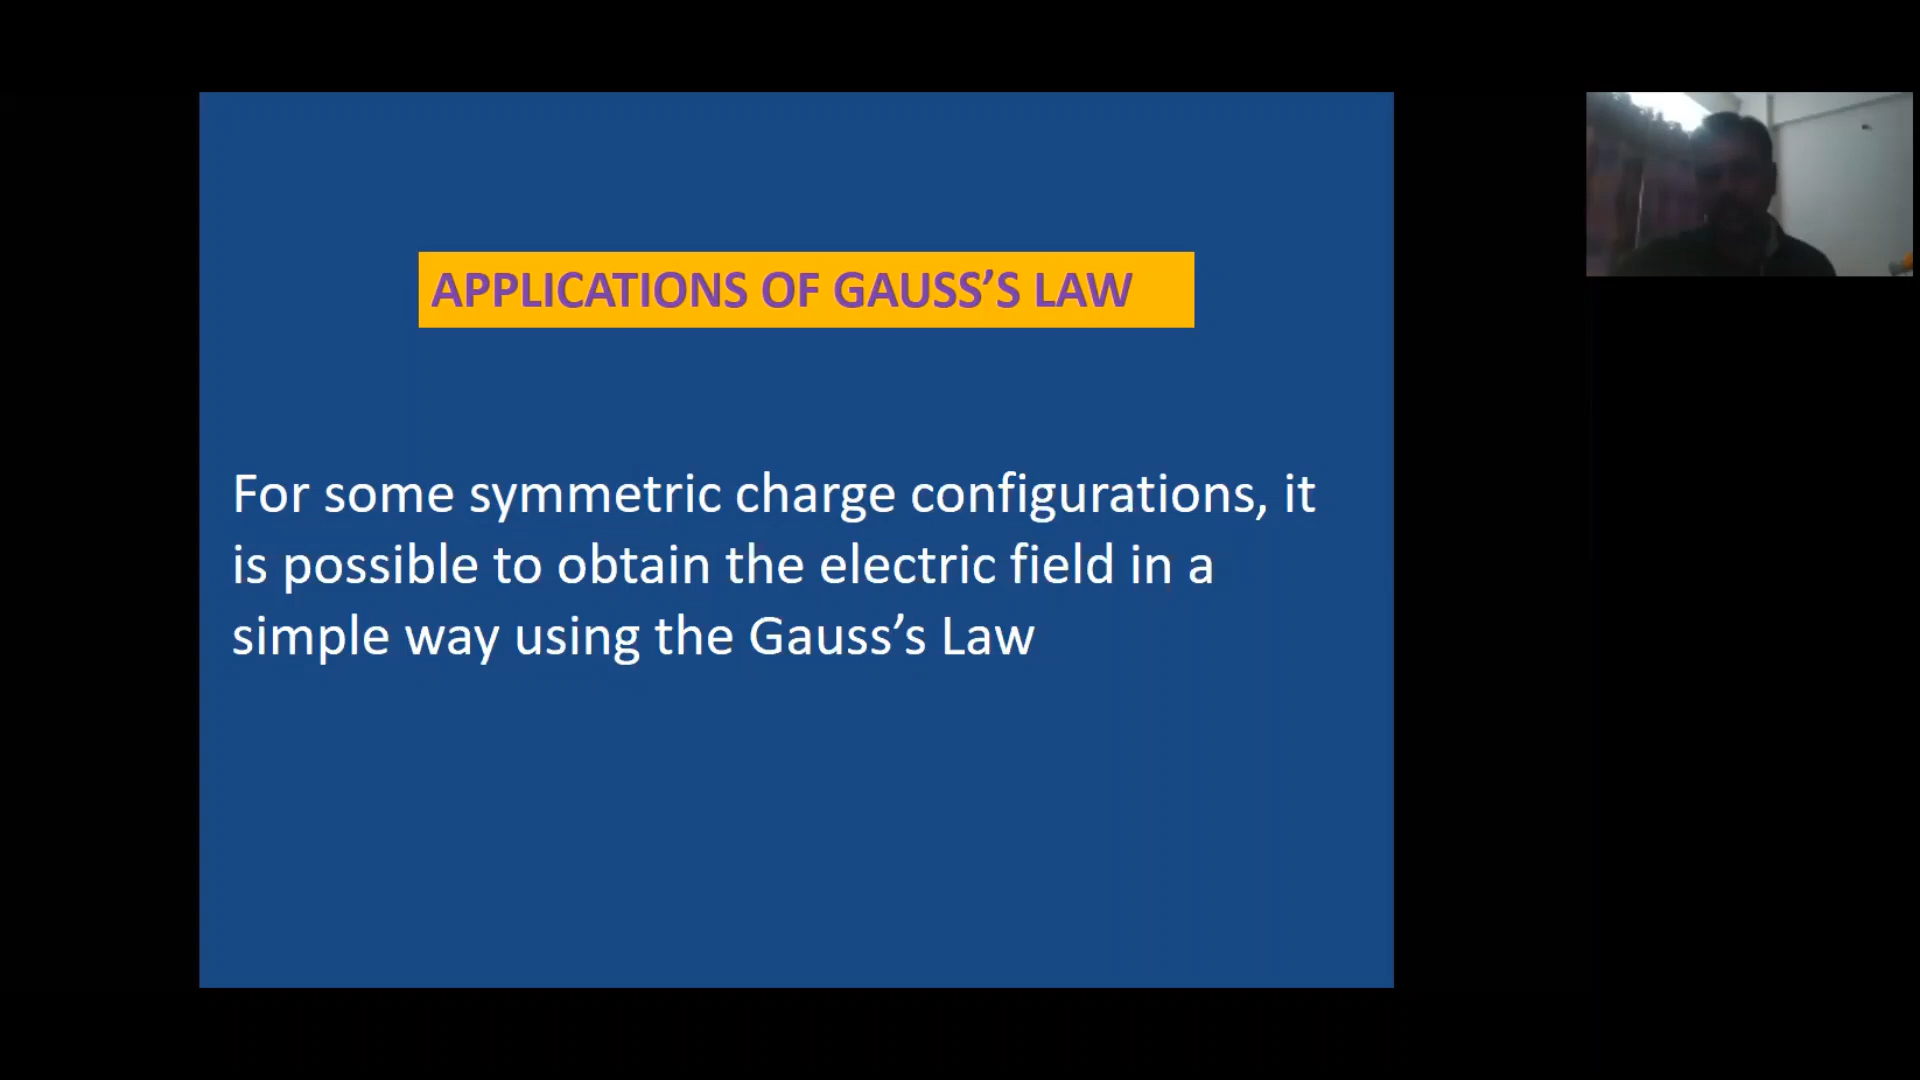 APPLICATIONS OF GAUSS’S LAW
For some symmetric charge configurations, it
is possible to obtain the electric field in a
simple way using the Gauss’s Law